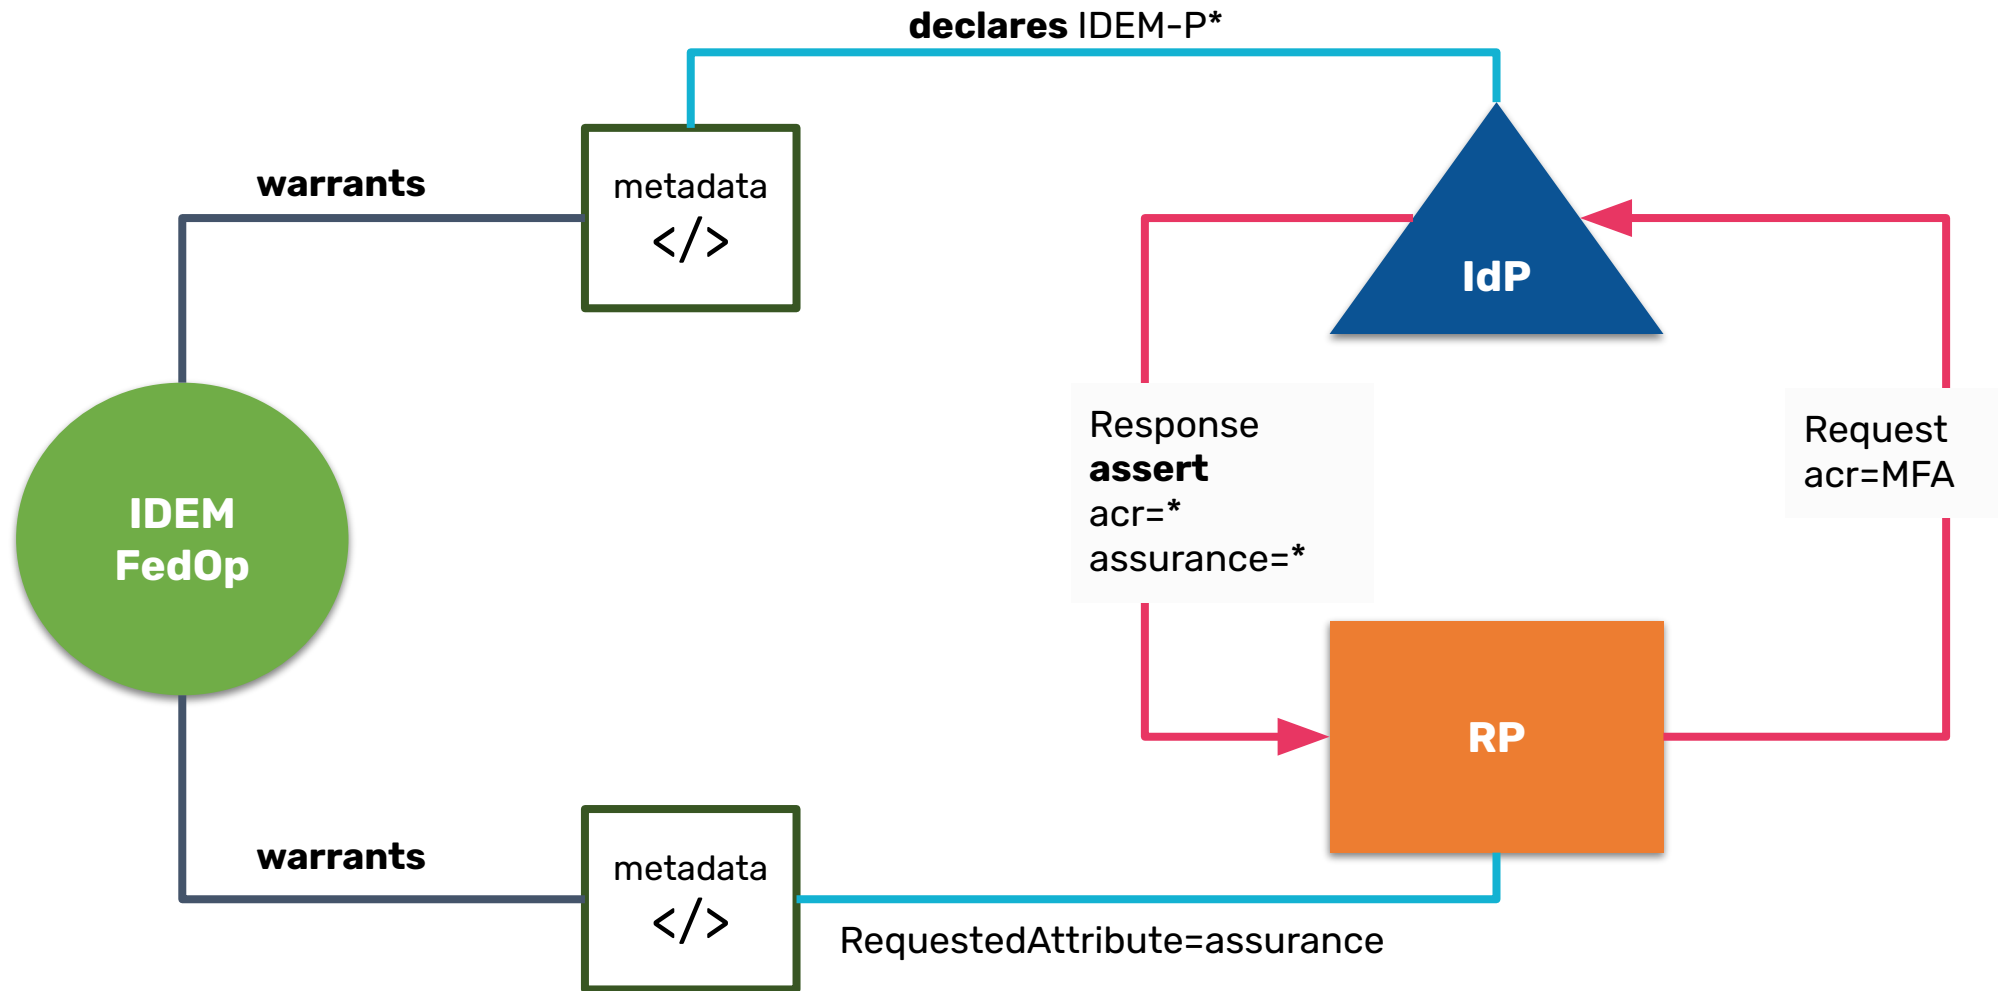 declares IDEM-P*
warrants
metadata
</>
IdP
Response
assert
acr=*
assurance=*
Request
acr=MFA
IDEM
FedOp
RP
warrants
metadata
</>
RequestedAttribute=assurance